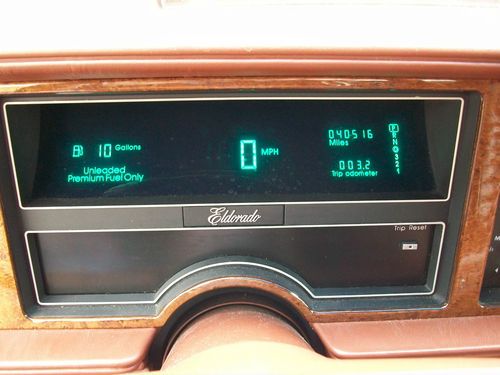 10 Gallons
Unleaded
Premium Fuel Only
0 MPH
040516
Miles
003.2
Trip odometer
P
R
N
D
3
2
1
Eldorado
Trip Reset